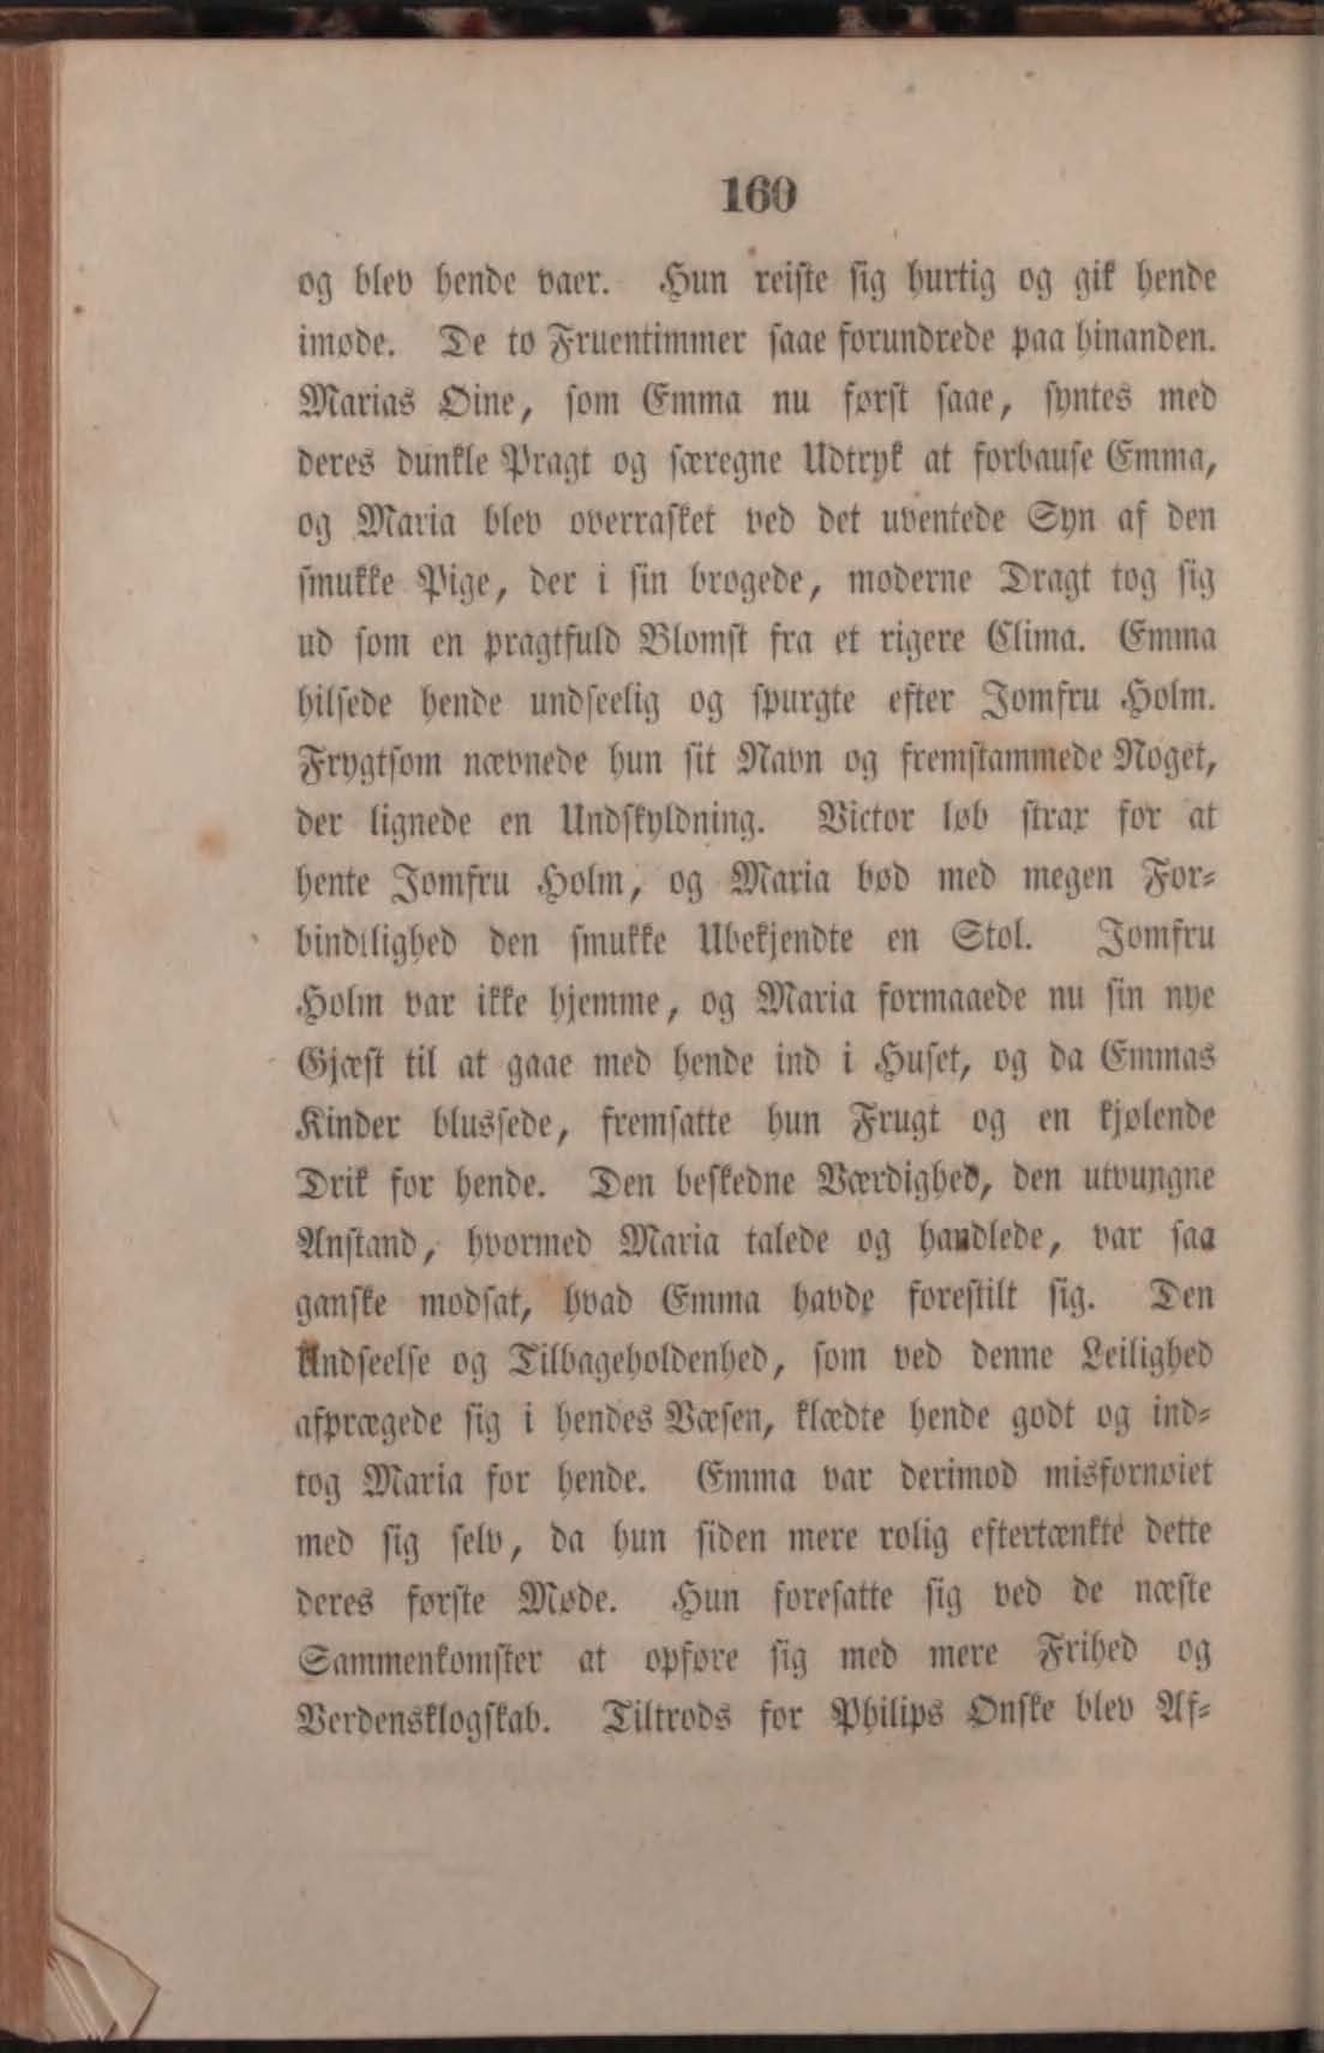 160
og blev hende vaer. Hun reiste sig hurtig og gik hende
imøde. De to Fruentimmer saae forundrede paa hinanden.
Marias Øine, som Emma nu først saae, syntes med
deres dunkle Pragt og særegne Udtryk at forbause Emma,
og Maria blev overrasket ved det uventede Syn af den
smukke Pige, der i sin brogede, moderne Dragt tog sig
ud som en pragtfuld Blomst fra et rigere Clima. Emma
hilsede hende undseelig og spurgte efter Jomfru Holm.
Frygtsom nævnede hun sit Navn og fremstammede Noget,
der lignede en Undskyldning. Victor løb strax for at
hente Jomfru Holm, og Maria bød med megen For-
bindtlighed den smukke Ubekjendte en Stol. Jomfru
Holm var ikke hjemme, og Maria formaaede nu sin nye
Gjæst til at gaae med hende ind i Huset, og da Emmas
Kinder blussede, fremsatte hun Frugt og en kjølende
Drik for hende. Den beskedne Værdighed, den utvungne
Anstand, hvormed Maria talede og handlede, var saa
ganske modsat, hvad Emma havde forestilt sig. Den
Undseelse og Tilbageholdenhed, som ved denne Leilighed
afprægede sig i hendes Væsen, klædte hende godt og ind-
tog Maria for hende. Emma var derimod misfornøiet
med sig selv, da hun siden mere rolig eftertænkte dette
deres første Møde. Hun foresatte sig ved de næste
Sammenkomster at opføre sig med mere Frihed og
Verdensklogskab. Tiltrods for Philips Ønske blev Af-